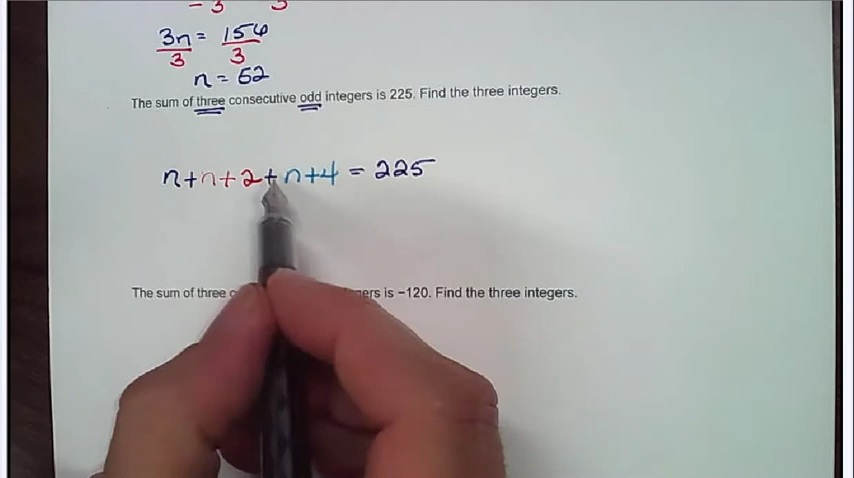 - 3 3
3n = 156
3 3
n = 52
The sum of three consecutive odd integers is 225. Find the three integers.
n+n+2+n+4 = 225
The sum of three gers is −120. Find the three integers.